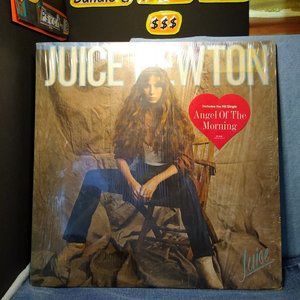 $$$
JUICE NEWTON
Includes the Hit Single
Angel Of The
Morning
Juice